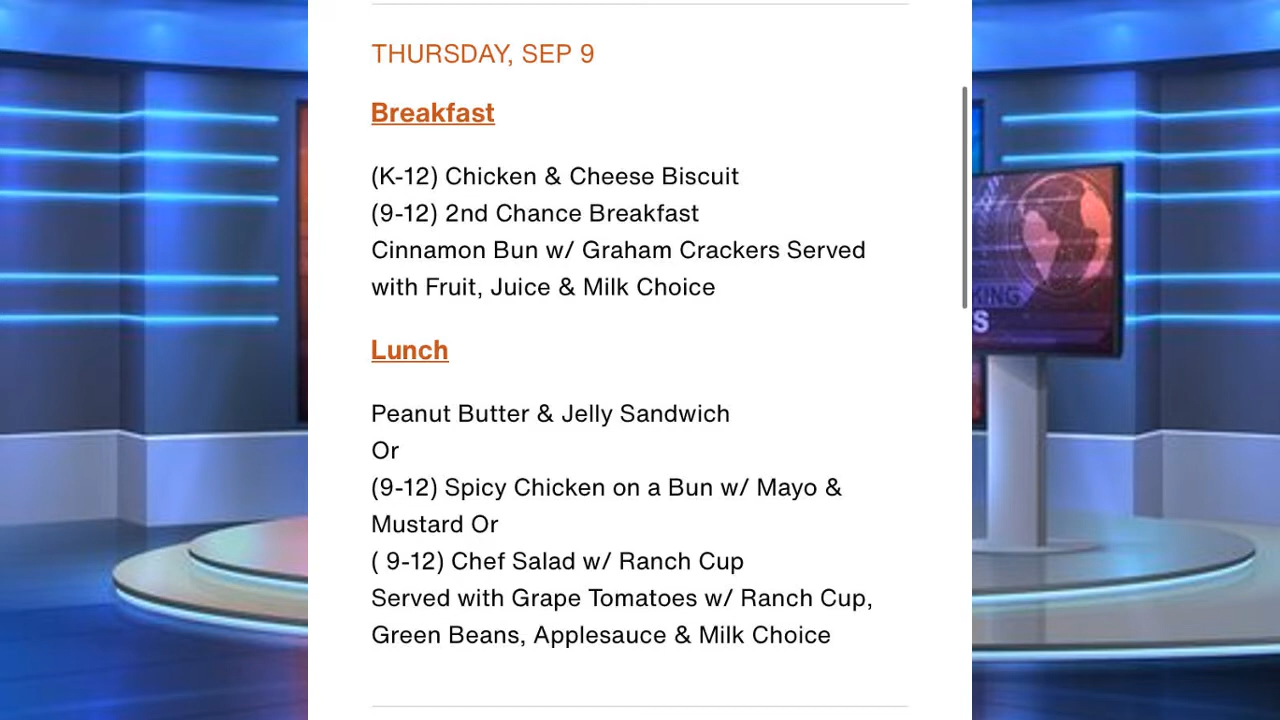 THURSDAY, SEP 9
Breakfast
(K-12) Chicken & Cheese Biscuit
(9-12) 2nd Chance Breakfast
Cinnamon Bun w/ Graham Crackers Served
with Fruit, Juice & Milk Choice
Lunch
Peanut Butter & Jelly Sandwich
Or
(9-12) Spicy Chicken on a Bun w/ Mayo &
Mustard Or
( 9-12) Chef Salad w/ Ranch Cup
Served with Grape Tomatoes w/ Ranch Cup,
Green Beans, Applesauce & Milk Choice
KING
S